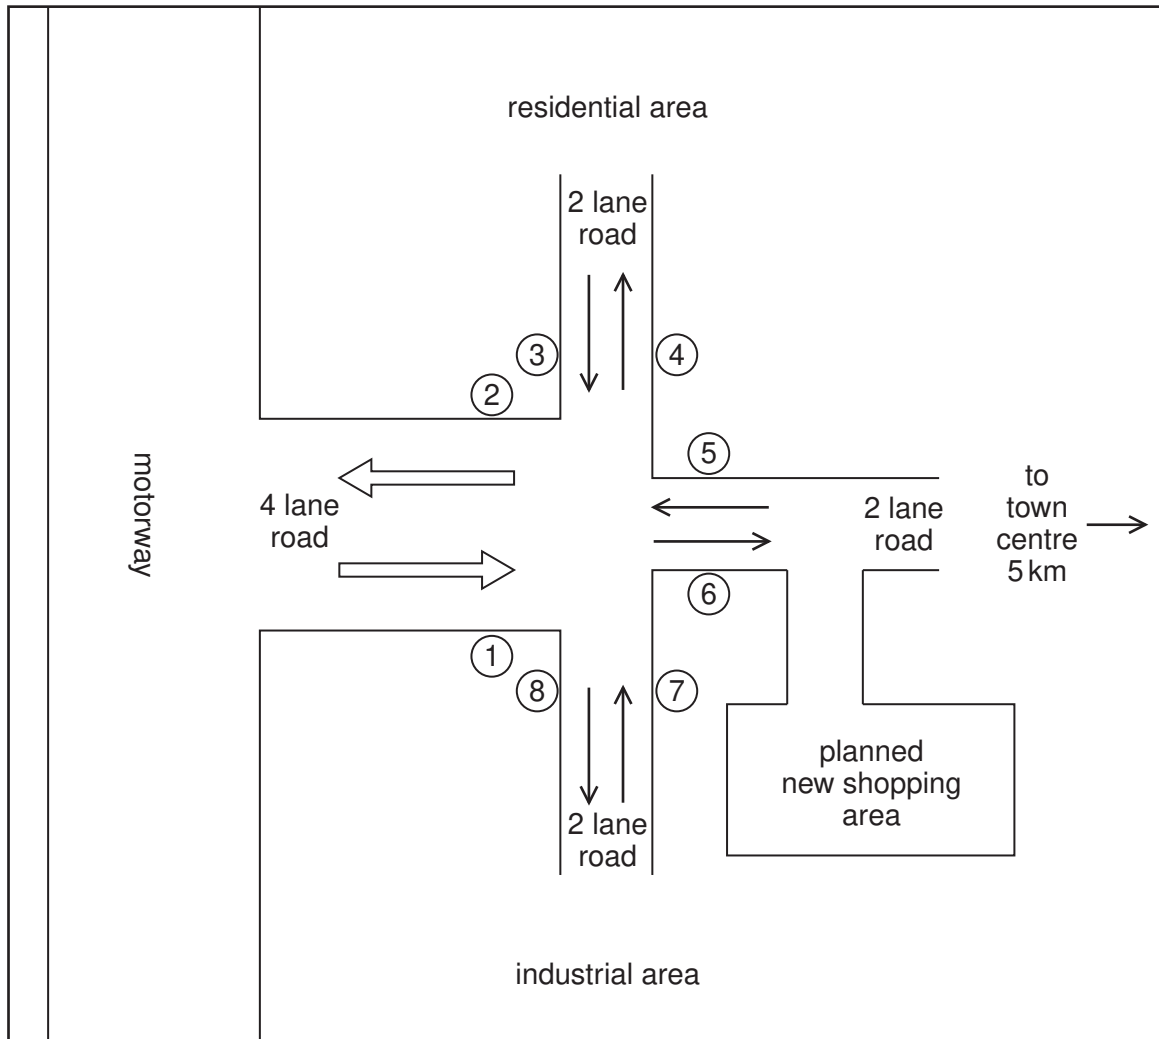 residential area
2 lane
road
3
4
2
5
motorway
4 lane
road
2 lane
road
to
town
centre
5 km
6
1
8
7
planned
new shopping
area
2 lane
road
industrial area